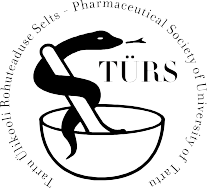 Tartu Ülikooli Rohuteaduse Selts - Pharmaceutical Society of University of Tartu
TÜRS